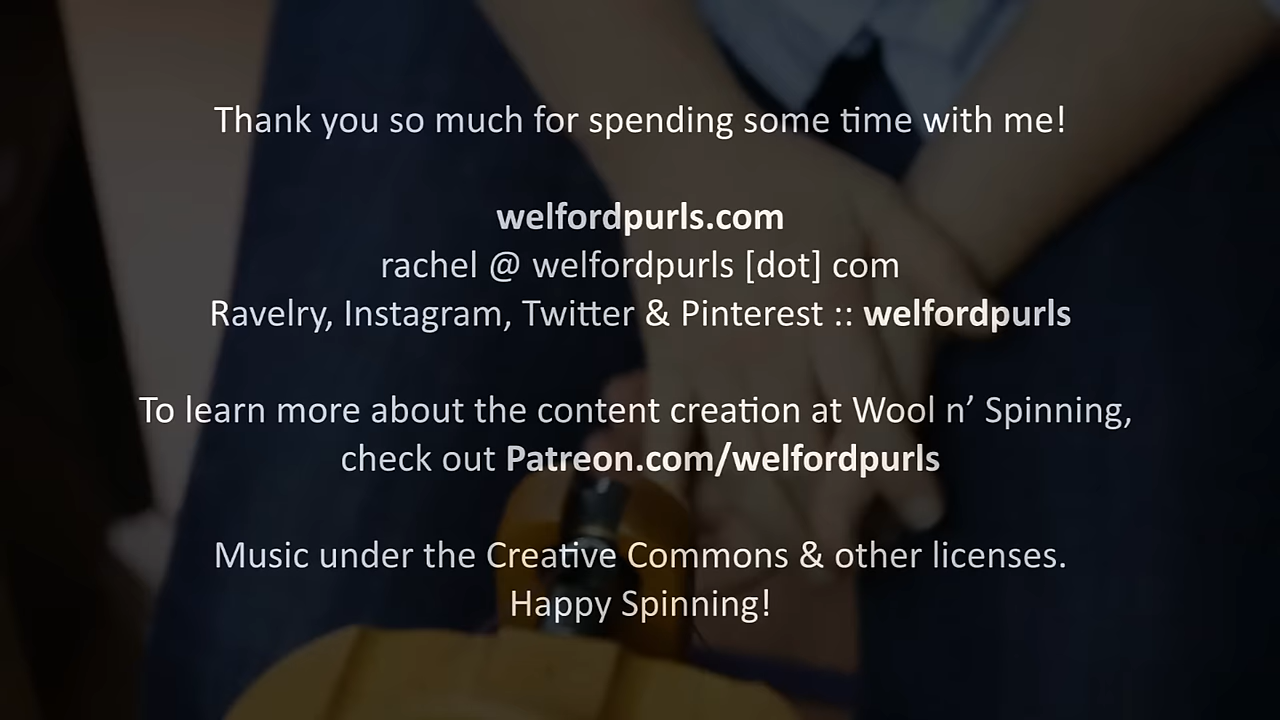 Thank you so much for spending some time with me!
welfordpurls.com
rachel @ welfordpurls [dot] com
Ravelry, Instagram, Twitter & Pinterest :: welfordpurls
To learn more about the content creation at Wool n’ Spinning,
check out Patreon.com/welfordpurls
Music under the Creative Commons & other licenses.
Happy Spinning!